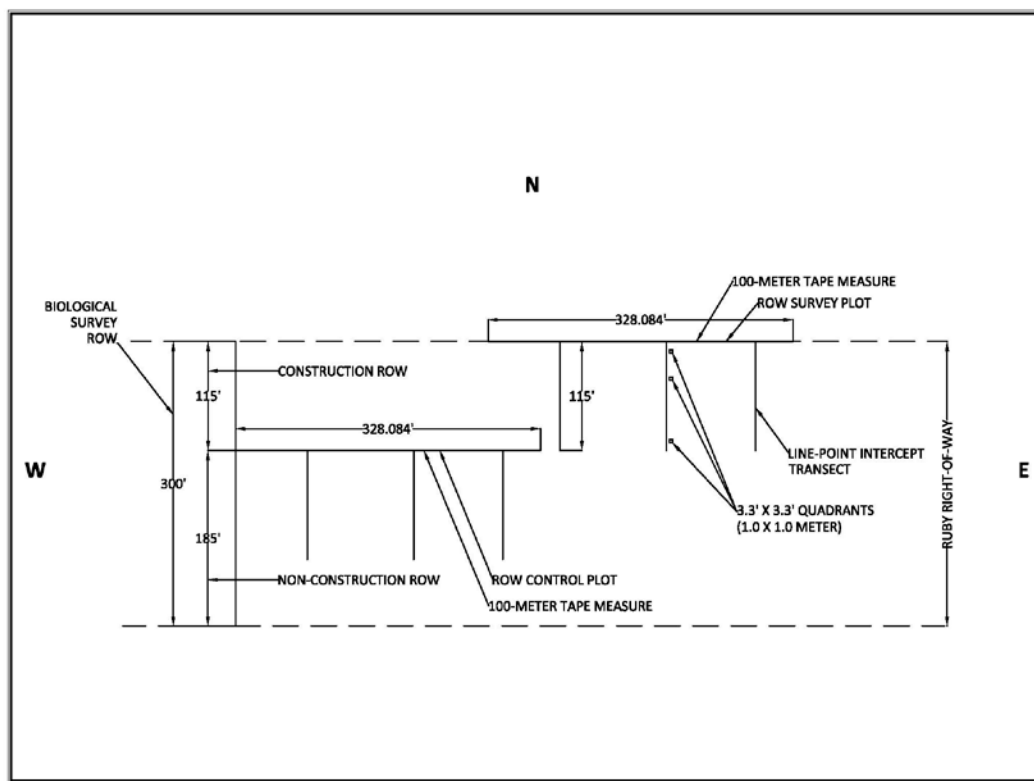 N
100-METER TAPE MEASURE
ROW SURVEY PLOT
BIOLOGICAL
SURVEY
ROW
328.084'
CONSTRUCTION ROW
115'
115'
328.084'
W
E
LINE-POINT INTERCEPT
TRANSECT
300'
3.3' X 3.3' QUADRANTS
(1.0 X 1.0 METER)
RUBY RIGHT-OF-WAY
185'
NON-CONSTRUCTION ROW
ROW CONTROL PLOT
100-METER TAPE MEASURE